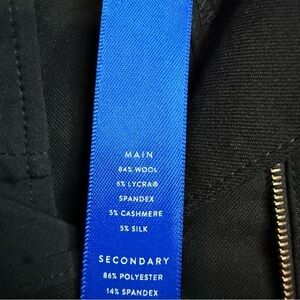 MAIN
84% WOOL
6% LYCRA®
SPANDEX
5% CASHMERE
5% SILK
SECONDARY
86% POLYESTER
14% SPANDEX